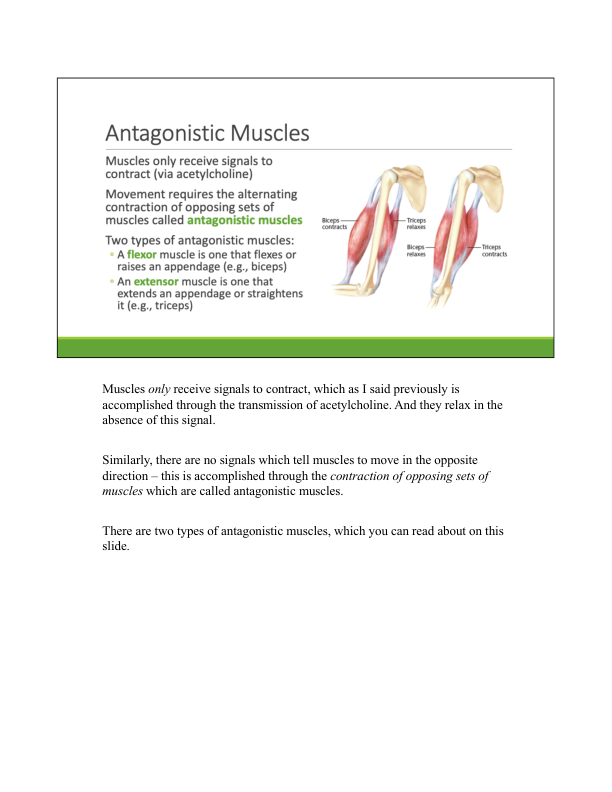 Antagonistic Muscles
Muscles only receive signals to
contract (via acetylcholine)
Movement requires the alternating
contraction of opposing sets of
muscles called antagonistic muscles
Two types of antagonistic muscles:
• A flexor muscle is one that flexes or
raises an appendage (e.g., biceps)
• An extensor muscle is one that
extends an appendage or straightens
it (e.g., triceps)
Biceps
contracts
Triceps
relaxes
Biceps
relaxes
Triceps
contracts
Muscles only receive signals to contract, which as I said previously is
accomplished through the transmission of acetylcholine. And they relax in the
absence of this signal.
Similarly, there are no signals which tell muscles to move in the opposite
direction – this is accomplished through the contraction of opposing sets of
muscles which are called antagonistic muscles.
There are two types of antagonistic muscles, which you can read about on this
slide.